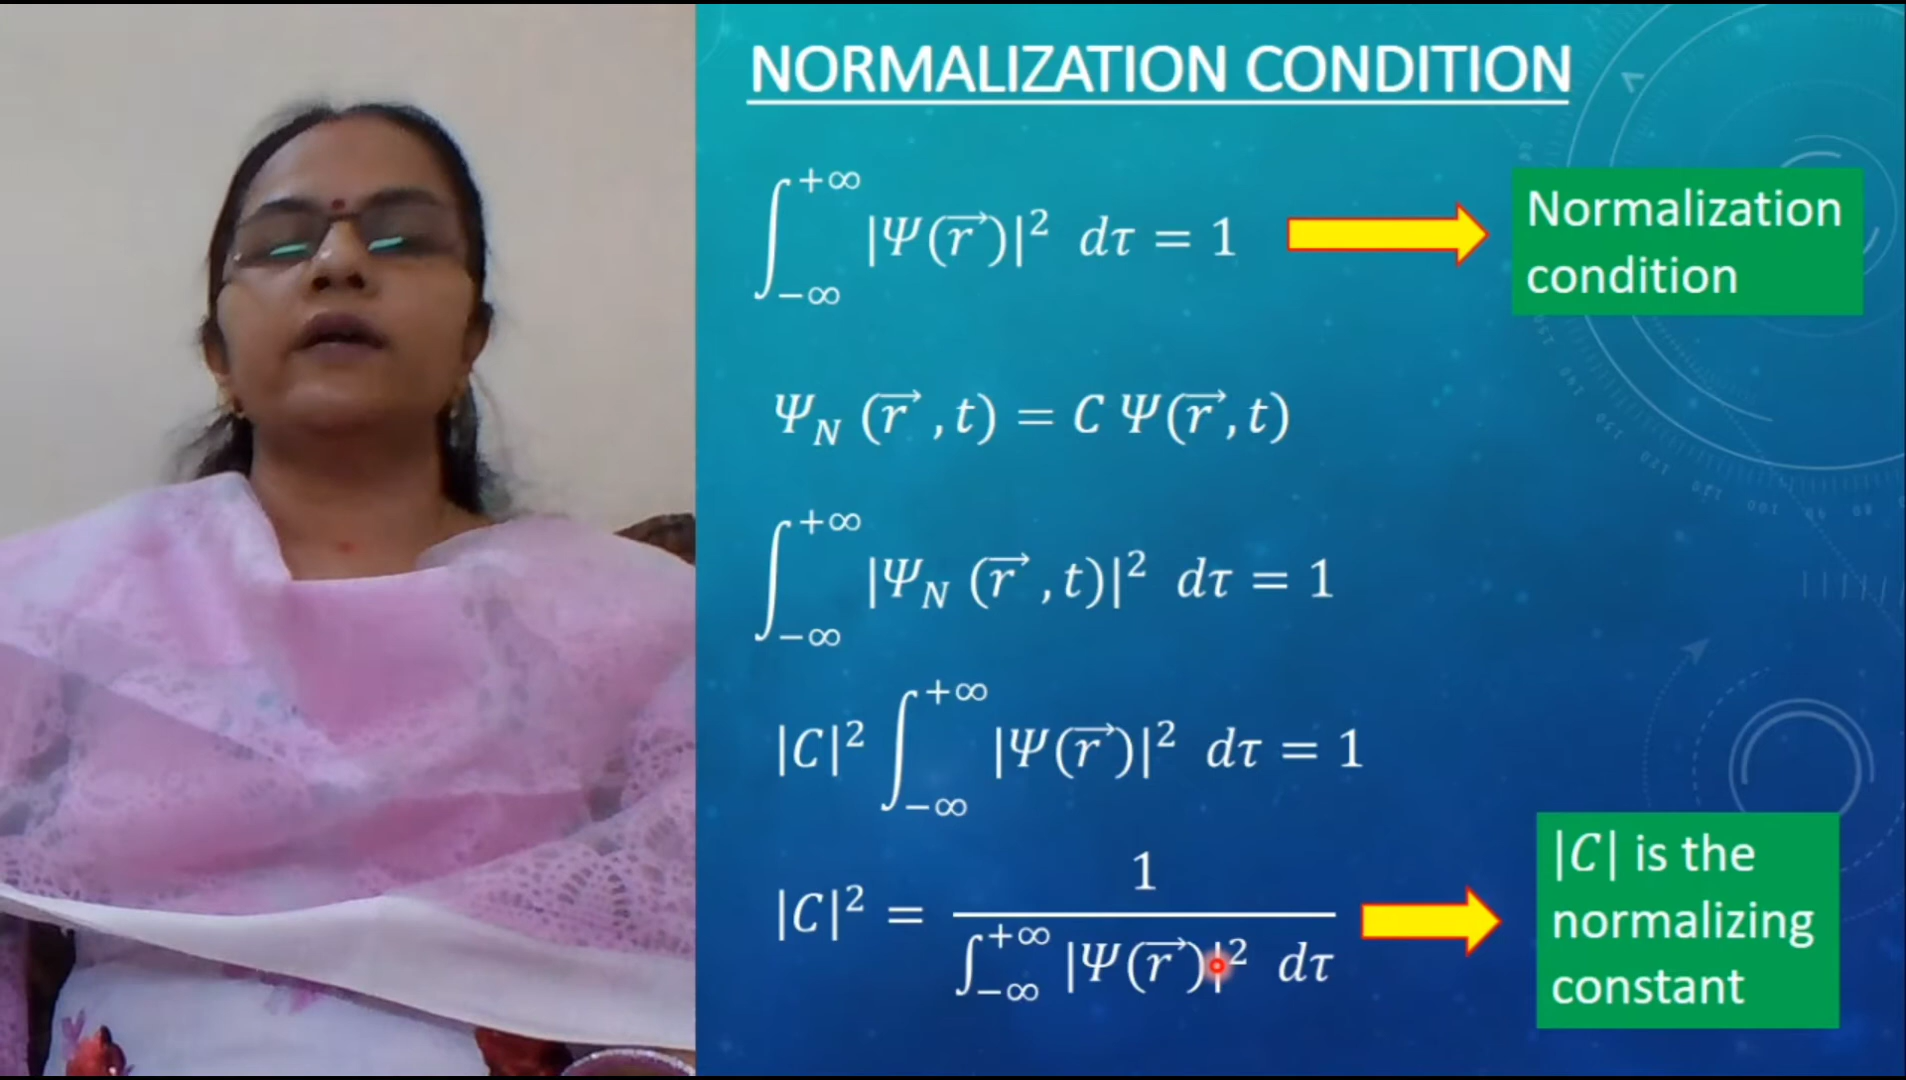 NORMALIZATION CONDITION
∫₋∞⁺∞ |Ψ(r⃗)|² dτ = 1
Normalization
condition
Ψ_N (r⃗, t) = C Ψ(r⃗, t)
∫₋∞⁺∞ |Ψ_N (r⃗, t)|² dτ = 1
|C|² ∫₋∞⁺∞ |Ψ(r⃗)|² dτ = 1
|C|² = 1 / ∫₋∞⁺∞ |Ψ(r⃗)|² dτ
|C| is the
normalizing
constant